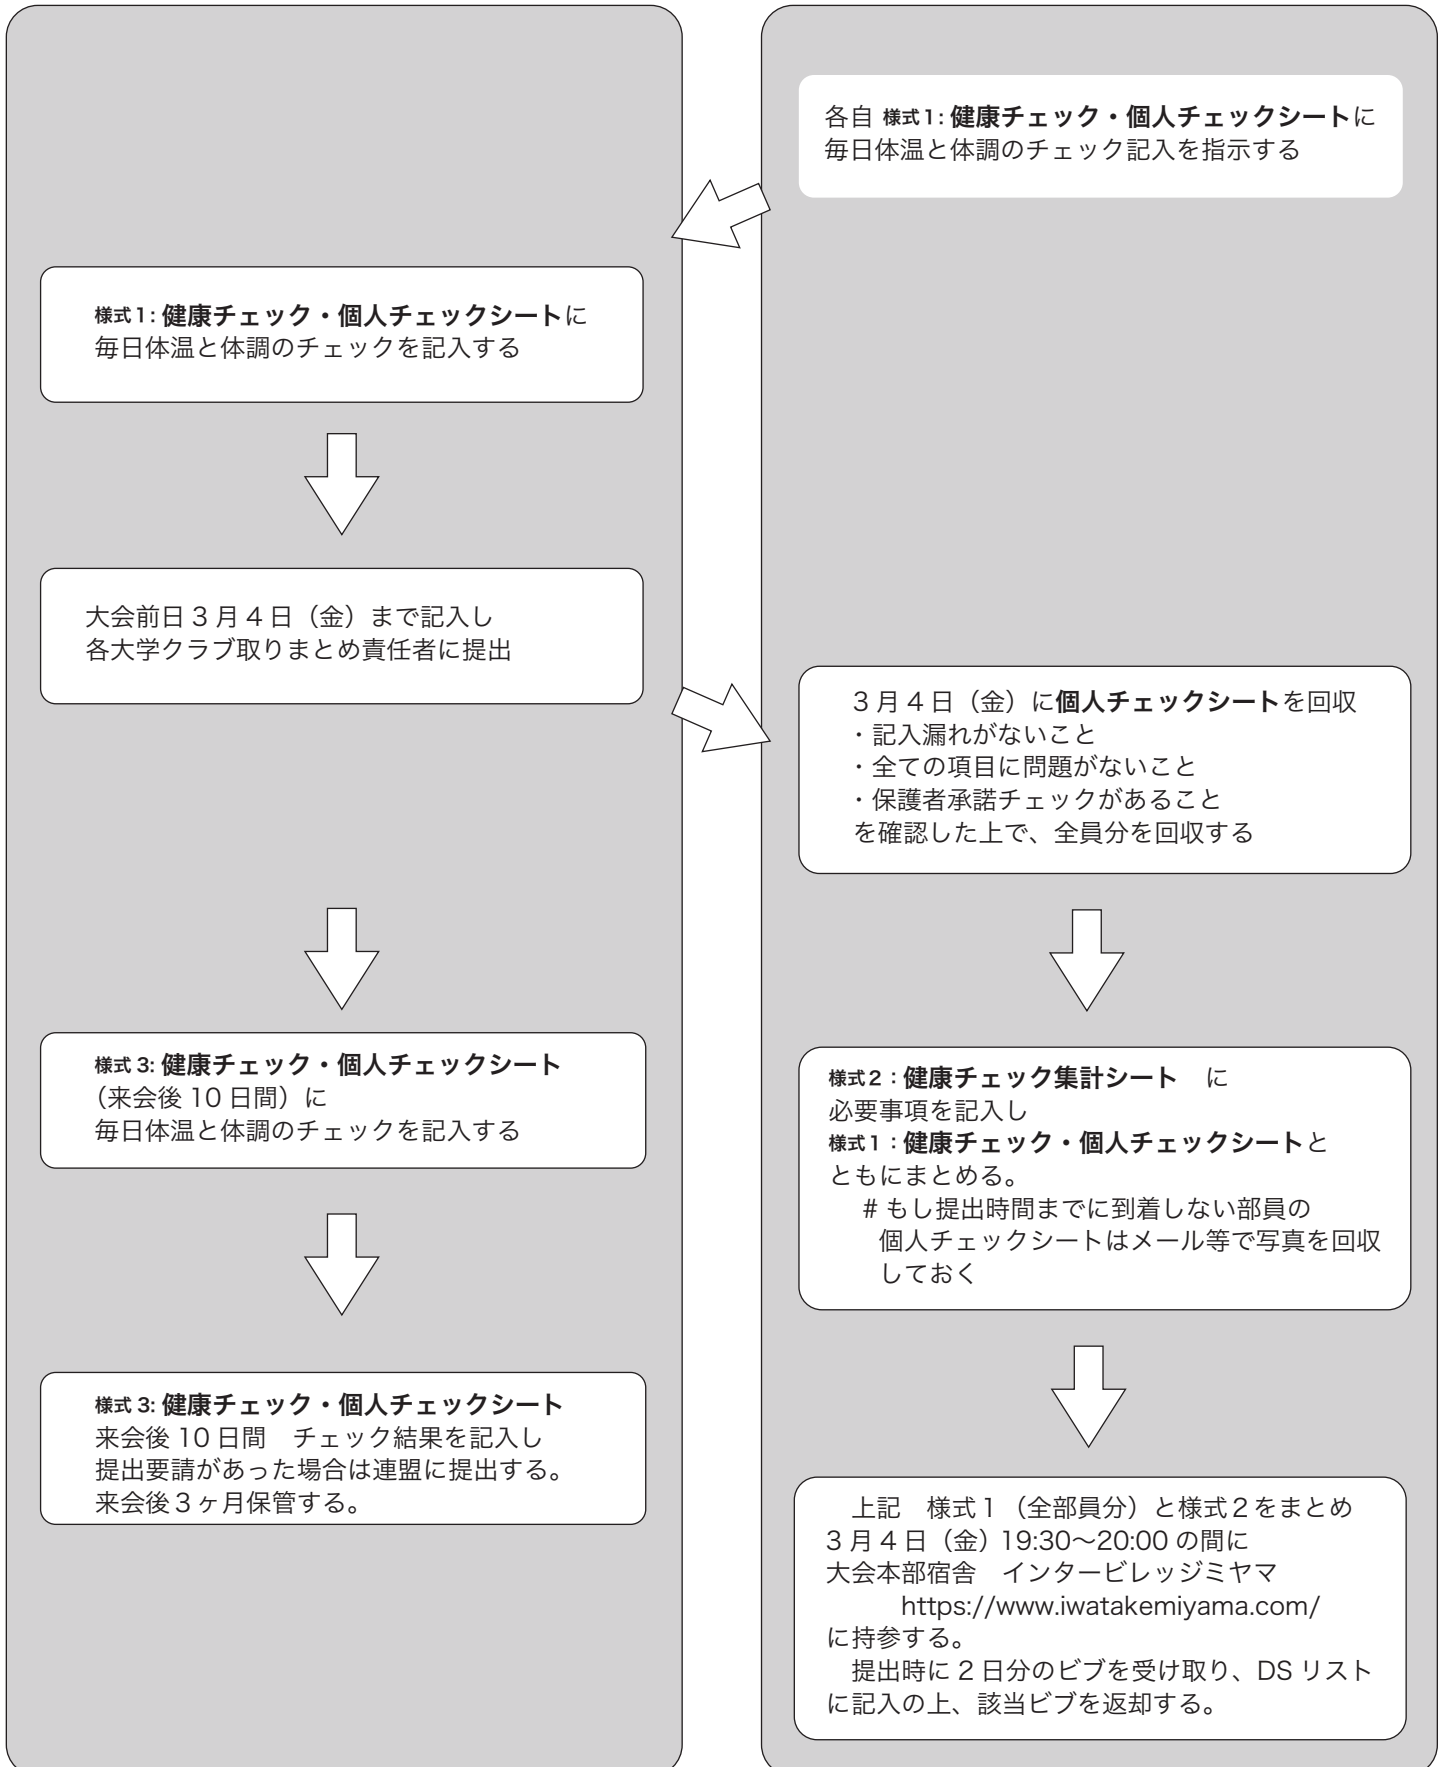 各自 様式1: 健康チェック・個人チェックシートに
毎日体温と体調のチェック記入を指示する
様式1: 健康チェック・個人チェックシートに
毎日体温と体調のチェックを記入する
大会前日3月4日（金）まで記入し
各大学クラブ取りまとめ責任者に提出
3月4日（金）に個人チェックシートを回収
・記入漏れがないこと
・全ての項目に問題がないこと
・保護者承諾チェックがあること
を確認した上で、全員分を回収する
様式 3: 健康チェック・個人チェックシート
（来会後 10 日間）に
毎日体温と体調のチェックを記入する
様式2：健康チェック集計シート　に
必要事項を記入し
様式1：健康チェック・個人チェックシートと
ともにまとめる。
# もし提出時間までに到着しない部員の
個人チェックシートはメール等で写真を回収
しておく
様式 3: 健康チェック・個人チェックシート
来会後 10 日間　チェック結果を記入し
提出要請があった場合は連盟に提出する。
来会後3ヶ月保管する。
上記　様式1（全部員分）と様式2をまとめ
3月4日（金）19:30〜20:00 の間に
大会本部宿舎　インタービレッジミヤマ
https://www.iwatakemiyama.com/
に持参する。
提出時に 2 日分のビブを受け取り、DS リスト
に記入の上、該当ビブを返却する。